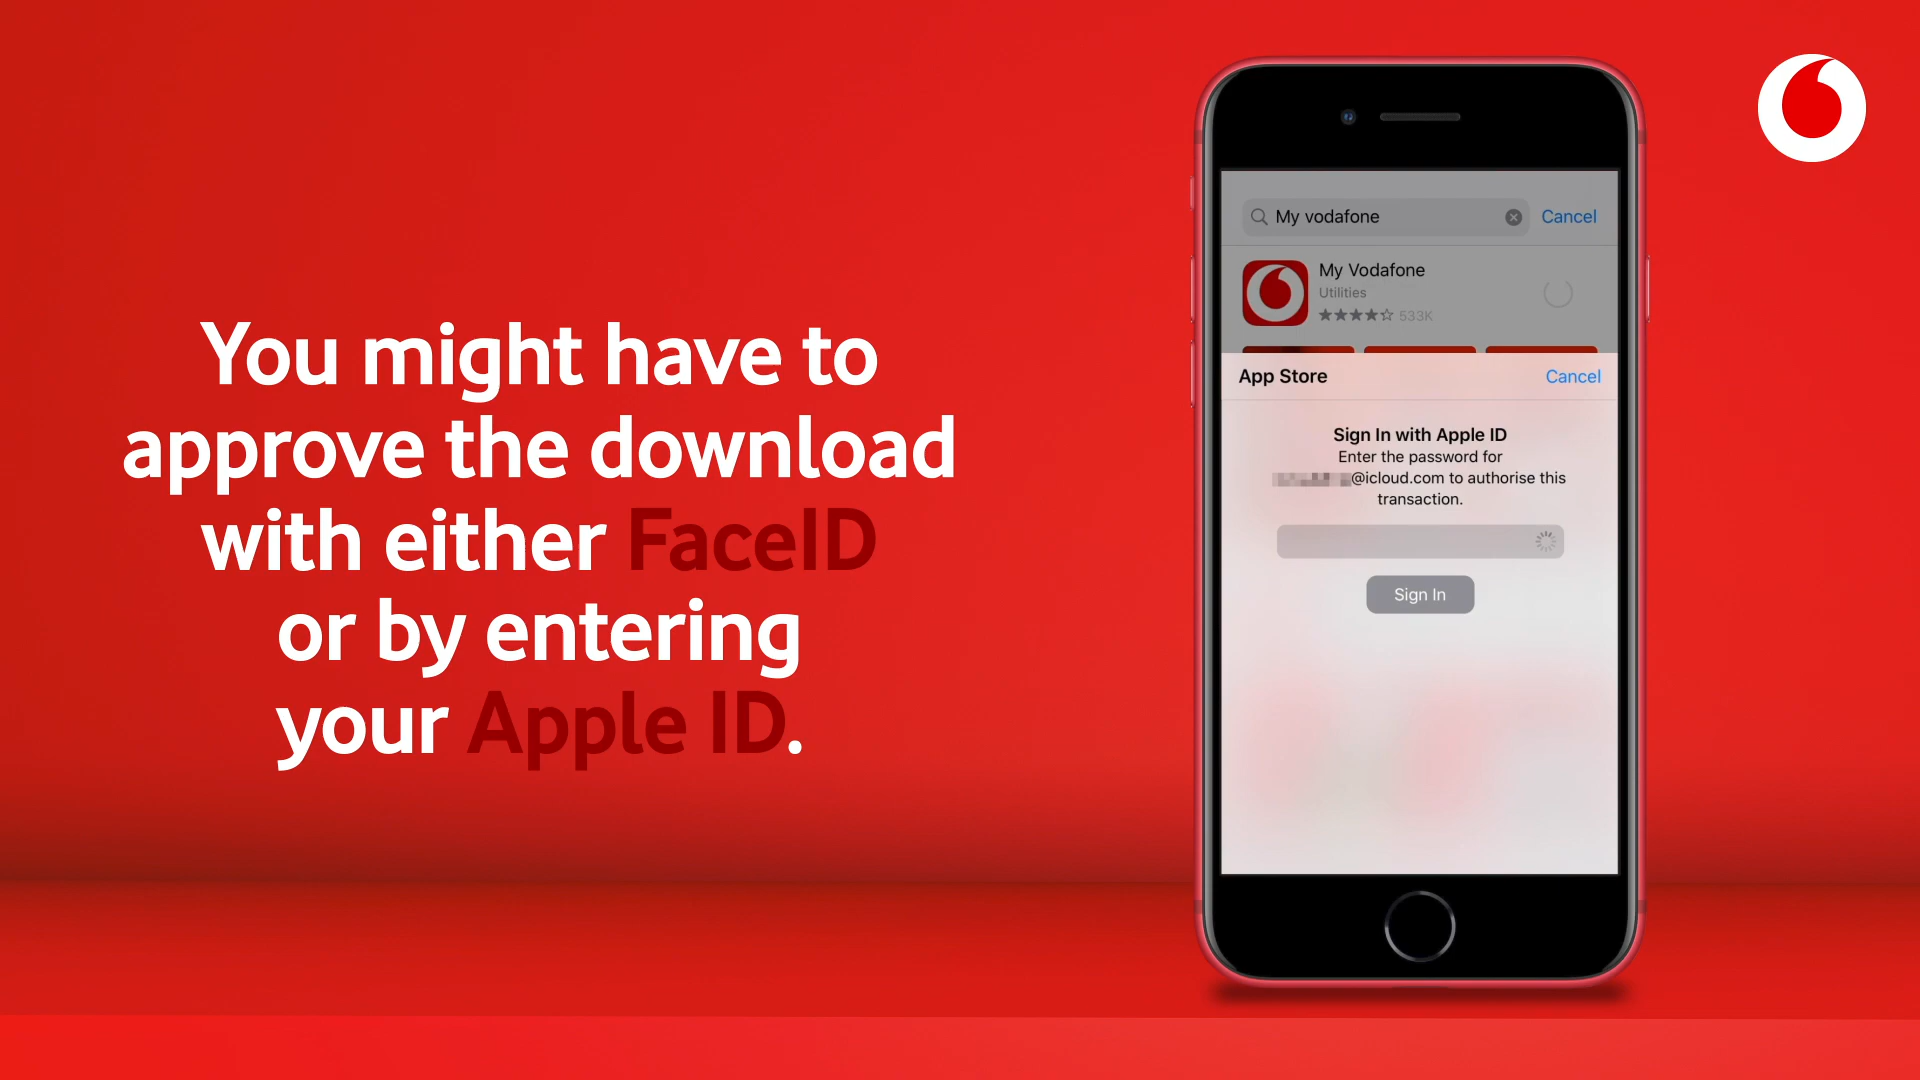 You might have to
approve the download
with either FaceID
or by entering
your Apple ID.
My vodafone
Cancel
My Vodafone
Utilities
533K
App Store
Cancel
Sign In with Apple ID
Enter the password for
@icloud.com to authorise this
transaction.
Sign In